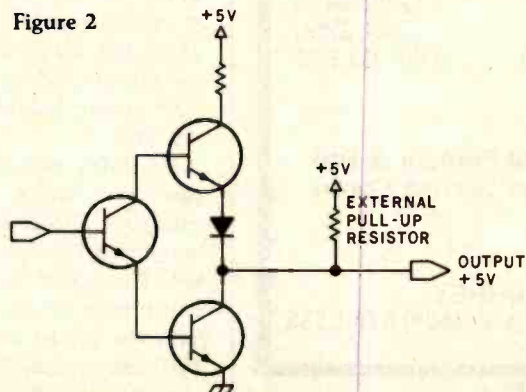 Figure 2
+5V
+5V
EXTERNAL
PULL-UP
RESISTOR
OUTPUT
+5V